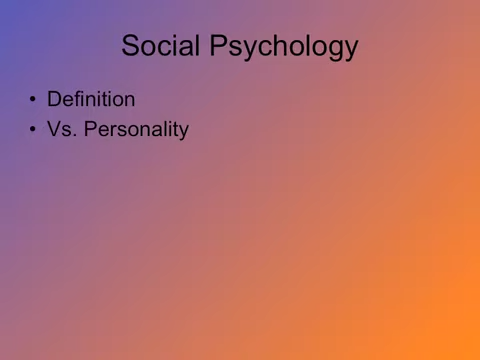 Social Psychology
• Definition
• Vs. Personality